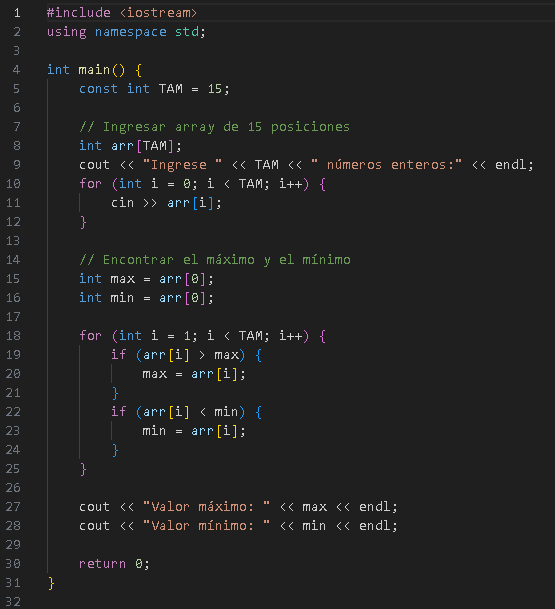 1 #include <iostream>
2 using namespace std;
3
4 int main() {
5     const int TAM = 15;
6
7     // Ingresar array de 15 posiciones
8     int arr[TAM];
9     cout << "Ingrese " << TAM << " números enteros:" << endl;
10     for (int i = 0; i < TAM; i++) {
11         cin >> arr[i];
12     }
13
14     // Encontrar el máximo y el mínimo
15     int max = arr[0];
16     int min = arr[0];
17
18     for (int i = 1; i < TAM; i++) {
19         if (arr[i] > max) {
20             max = arr[i];
21         }
22         if (arr[i] < min) {
23             min = arr[i];
24         }
25     }
26
27     cout << "Valor máximo: " << max << endl;
28     cout << "Valor mínimo: " << min << endl;
29
30     return 0;
31 }
32